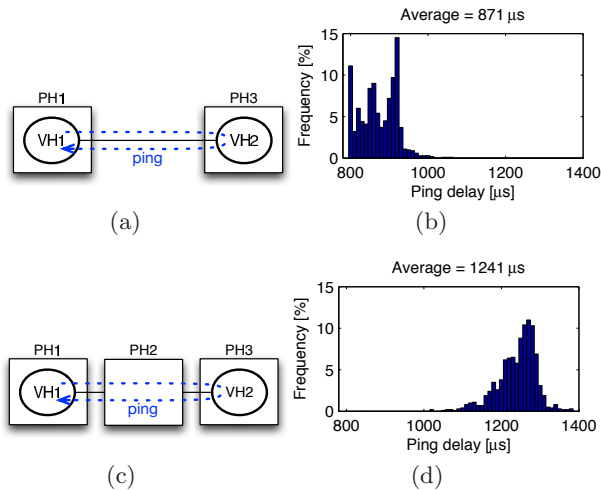 Average = 871 µs
PH1 PH3
VH1 VH2
ping
Frequency [%]
15
10
5
0
800 1000 1200 1400
Ping delay [µs]
(a) (b)
Average = 1241 µs
PH1 PH2 PH3
VH1 VH2
ping
Frequency [%]
15
10
5
0
800 1000 1200 1400
Ping delay [µs]
(c) (d)